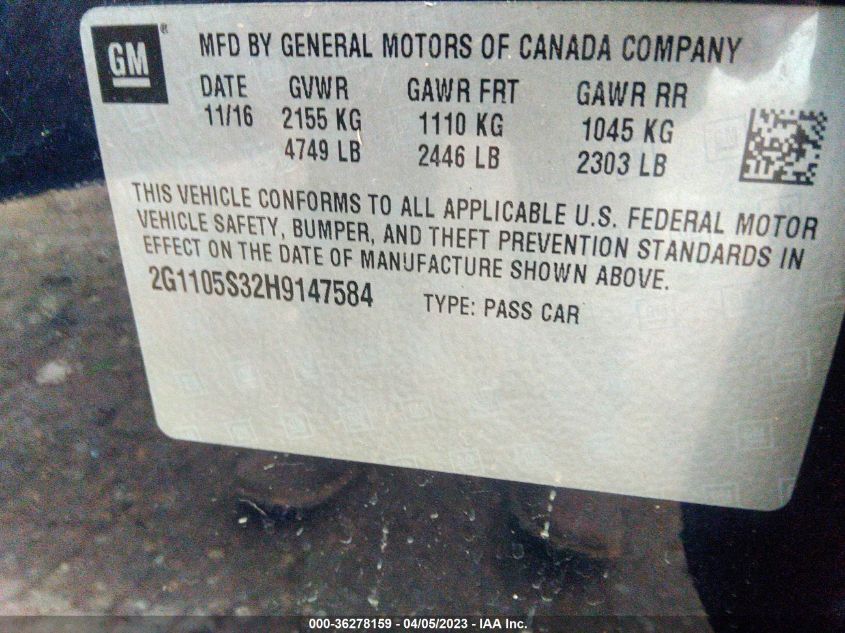 GM
®
MFD BY GENERAL MOTORS OF CANADA COMPANY
DATE GVWR GAWR FRT GAWR RR
11/16 2155 KG 1110 KG 1045 KG
4749 LB 2446 LB 2303 LB
THIS VEHICLE CONFORMS TO ALL APPLICABLE U.S. FEDERAL MOTOR
VEHICLE SAFETY, BUMPER, AND THEFT PREVENTION STANDARDS IN
EFFECT ON THE DATE OF MANUFACTURE SHOWN ABOVE.
2G1105S32H9147584 TYPE: PASS CAR
000-36278159 - 04/05/2023 - IAA Inc.